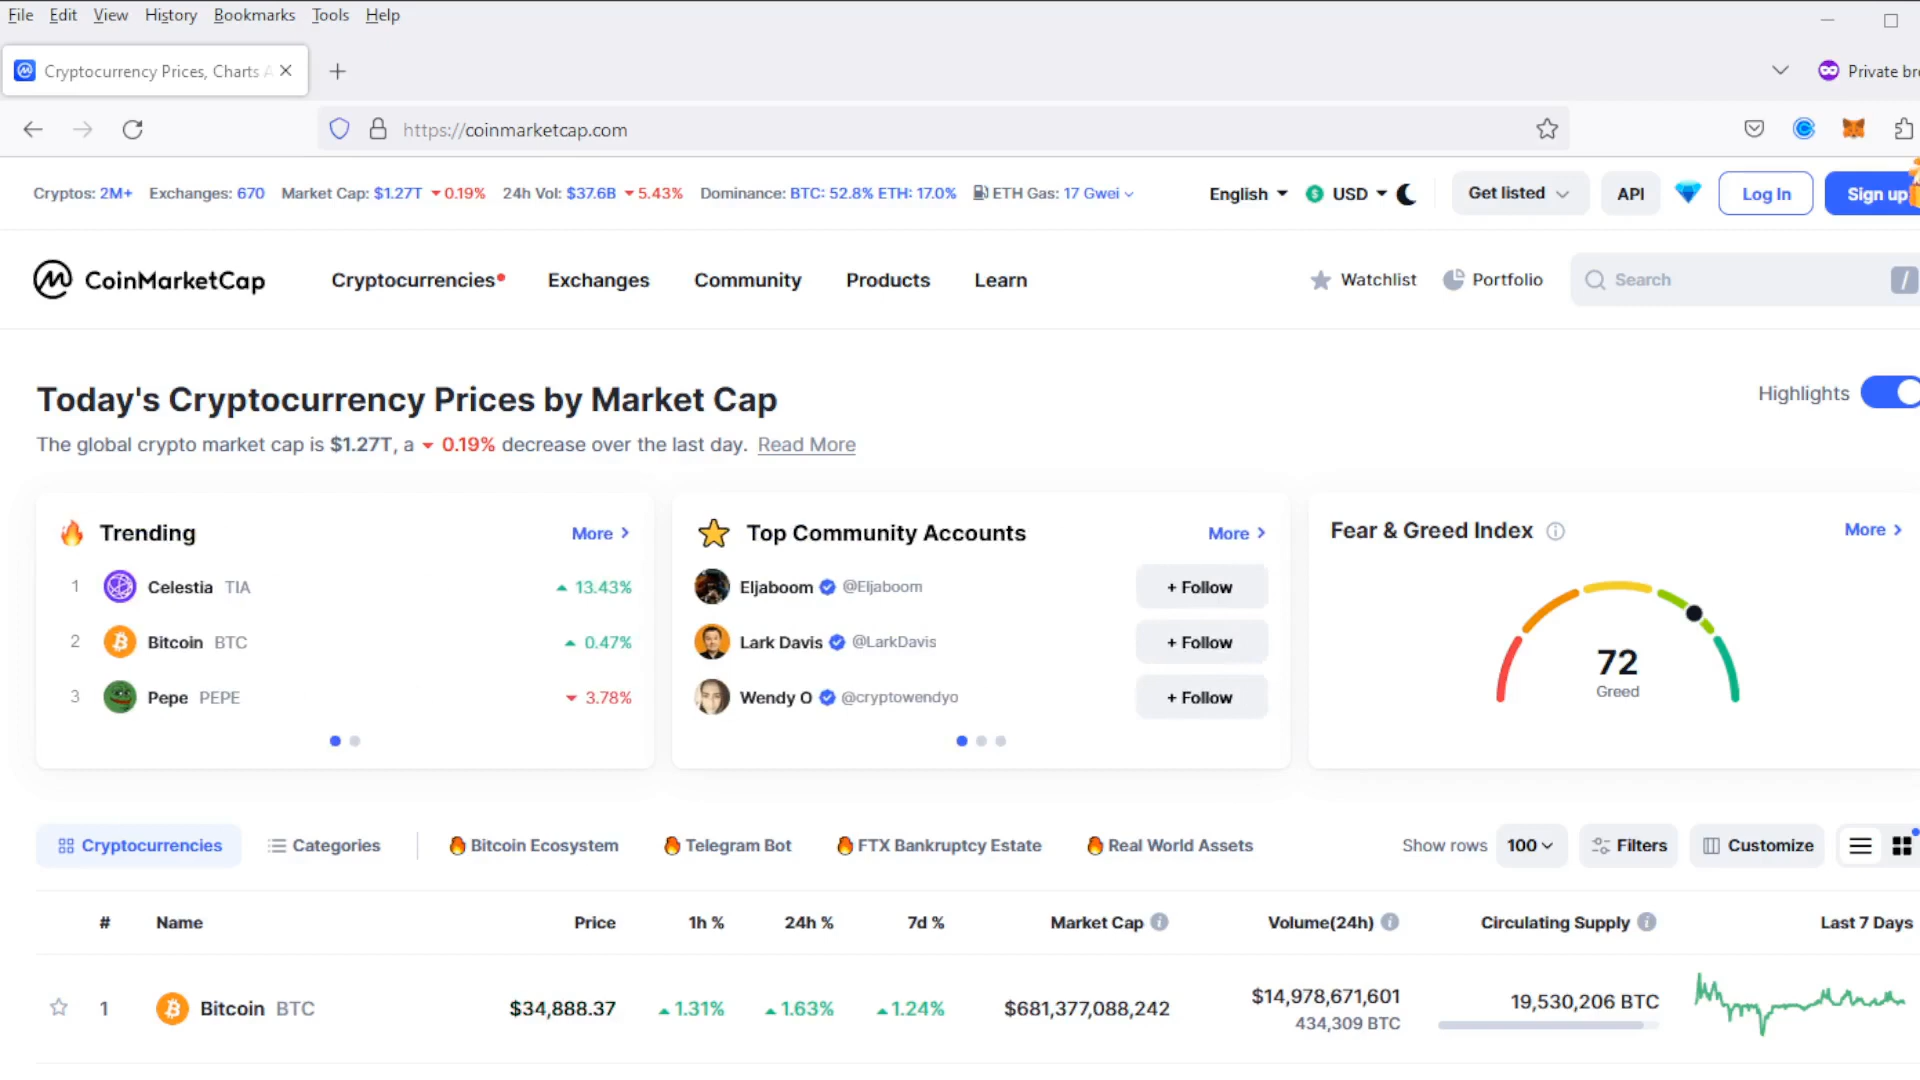 File Edit View History Bookmarks Tools Help
Cryptocurrency Prices, Charts A
Private bro
https://coinmarketcap.com
Cryptos: 2M+ Exchanges: 670 Market Cap: $1.27T 0.19% 24h Vol: $37.6B 5.43% Dominance: BTC: 52.8% ETH: 17.0% ETH Gas: 17 Gwei English USD Get listed API Log In Sign up
CoinMarketCap Cryptocurrencies Exchanges Community Products Learn Watchlist Portfolio Search /
Today's Cryptocurrency Prices by Market Cap
Highlights
The global crypto market cap is $1.27T, a 0.19% decrease over the last day. Read More
Trending More >
1 Celestia TIA 13.43%
2 Bitcoin BTC 0.47%
3 Pepe PEPE 3.78%
Top Community Accounts More >
Eljaboom @Eljaboom + Follow
Lark Davis @LarkDavis + Follow
Wendy O @cryptowendyo + Follow
Fear & Greed Index More >
72
Greed
Cryptocurrencies Categories Bitcoin Ecosystem Telegram Bot FTX Bankruptcy Estate Real World Assets Show rows 100 Filters Customize
# Name Price 1h % 24h % 7d % Market Cap Volume(24h) Circulating Supply Last 7 Days
1 Bitcoin BTC $34,888.37 1.31% 1.63% 1.24% $681,377,088,242 $14,978,671,601 19,530,206 BTC
434,309 BTC